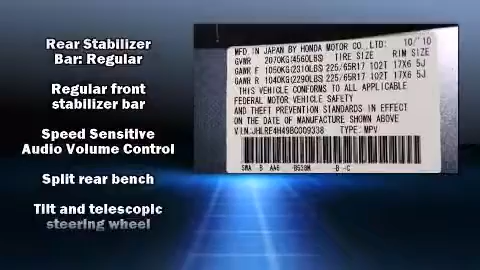 Rear Stabilizer
Bar: Regular
Regular front
stabilizer bar
Speed Sensitive
Audio Volume Control
Split rear bench
Tilt and telescopic
steering wheel
MFD. IN JAPAN BY HONDA MOTOR CO., LTD: 10/'10
GVWR 2070KG(4560LBS) TIRE SIZE RIM SIZE
GAWR F 1050KG(2310LBS) 225/65R17 102T 17X6 5J
GAWR R 1040KG(2290LBS) 225/65R17 102T 17X6 5J
THIS VEHICLE CONFORMS TO ALL APPLICABLE
FEDERAL MOTOR VEHICLE SAFETY
AND THEFT PREVENTION STANDARDS IN EFFECT
ON THE DATE OF MANUFACTURE SHOWN ABOVE
V.I.N.:JHLRE4H49BC009338 TYPE: MPV
SWA B AA6 -B528M -B -C